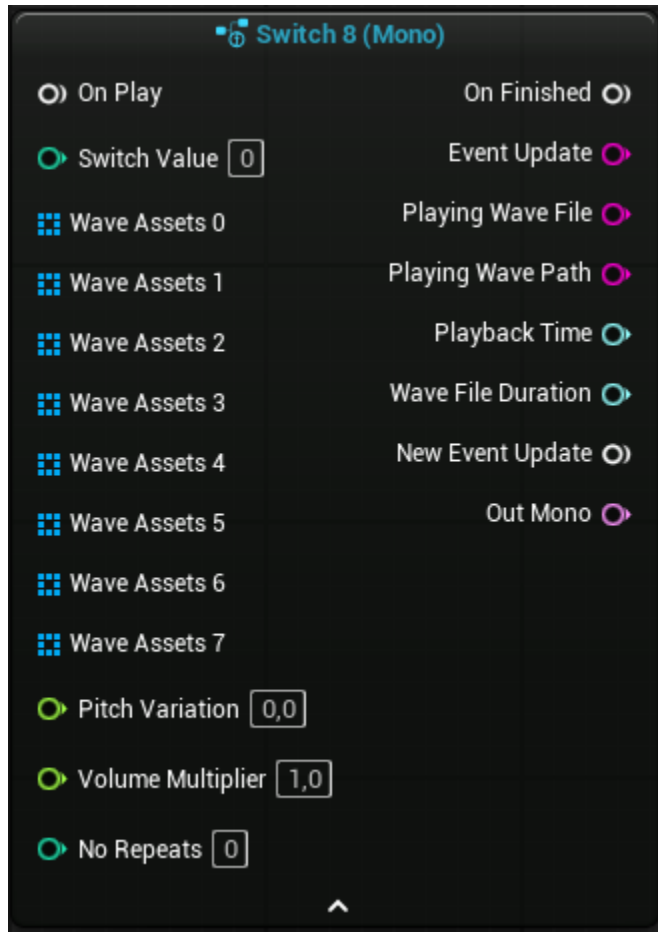 Switch 8 (Mono)
On Play
On Finished
Switch Value 0
Event Update
Wave Assets 0
Playing Wave File
Wave Assets 1
Playing Wave Path
Wave Assets 2
Playback Time
Wave Assets 3
Wave File Duration
Wave Assets 4
New Event Update
Wave Assets 5
Out Mono
Wave Assets 6
Wave Assets 7
Pitch Variation 0,0
Volume Multiplier 1,0
No Repeats 0